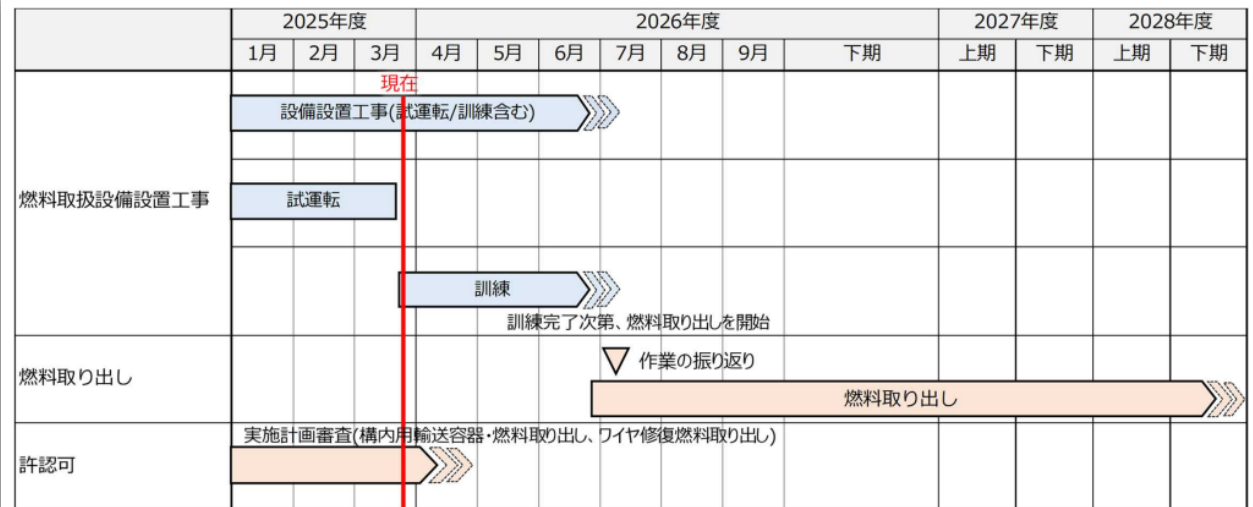 2025年度 2026年度 2027年度 2028年度
1月 2月 3月 4月 5月 6月 7月 8月 9月 下期 上期 下期 上期 下期
現在
設備設置工事(試運転/訓練含む)
燃料取扱設備設置工事
試運転
訓練
訓練完了次第、燃料取り出しを開始
燃料取り出し
作業の振り返り
燃料取り出し
実施計画審査(構内用輸送容器・燃料取り出し、ワイヤ修復燃料取り出し)
許認可